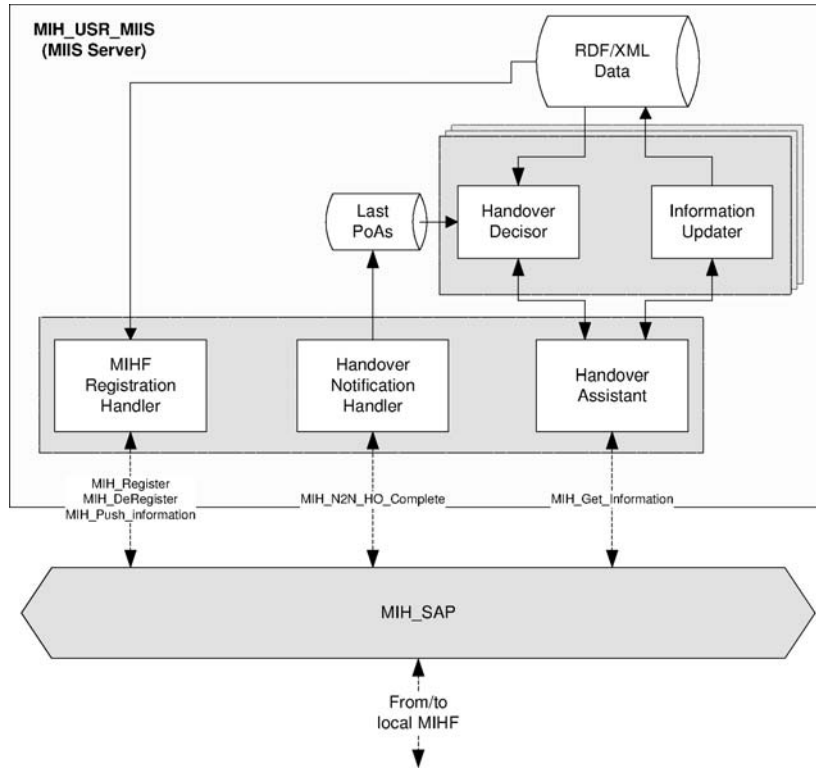 MIH_USR_MIIS
(MIIS Server)
RDF/XML
Data
Last
PoAs
Handover
Decisor
Information
Updater
MIHF
Registration
Handler
Handover
Notification
Handler
Handover
Assistant
MIH_Register
MIH_DeRegister
MIH_Push_information
MIH_N2N_HO_Complete
MIH_Get_Information
MIH_SAP
From/to
local MIHF